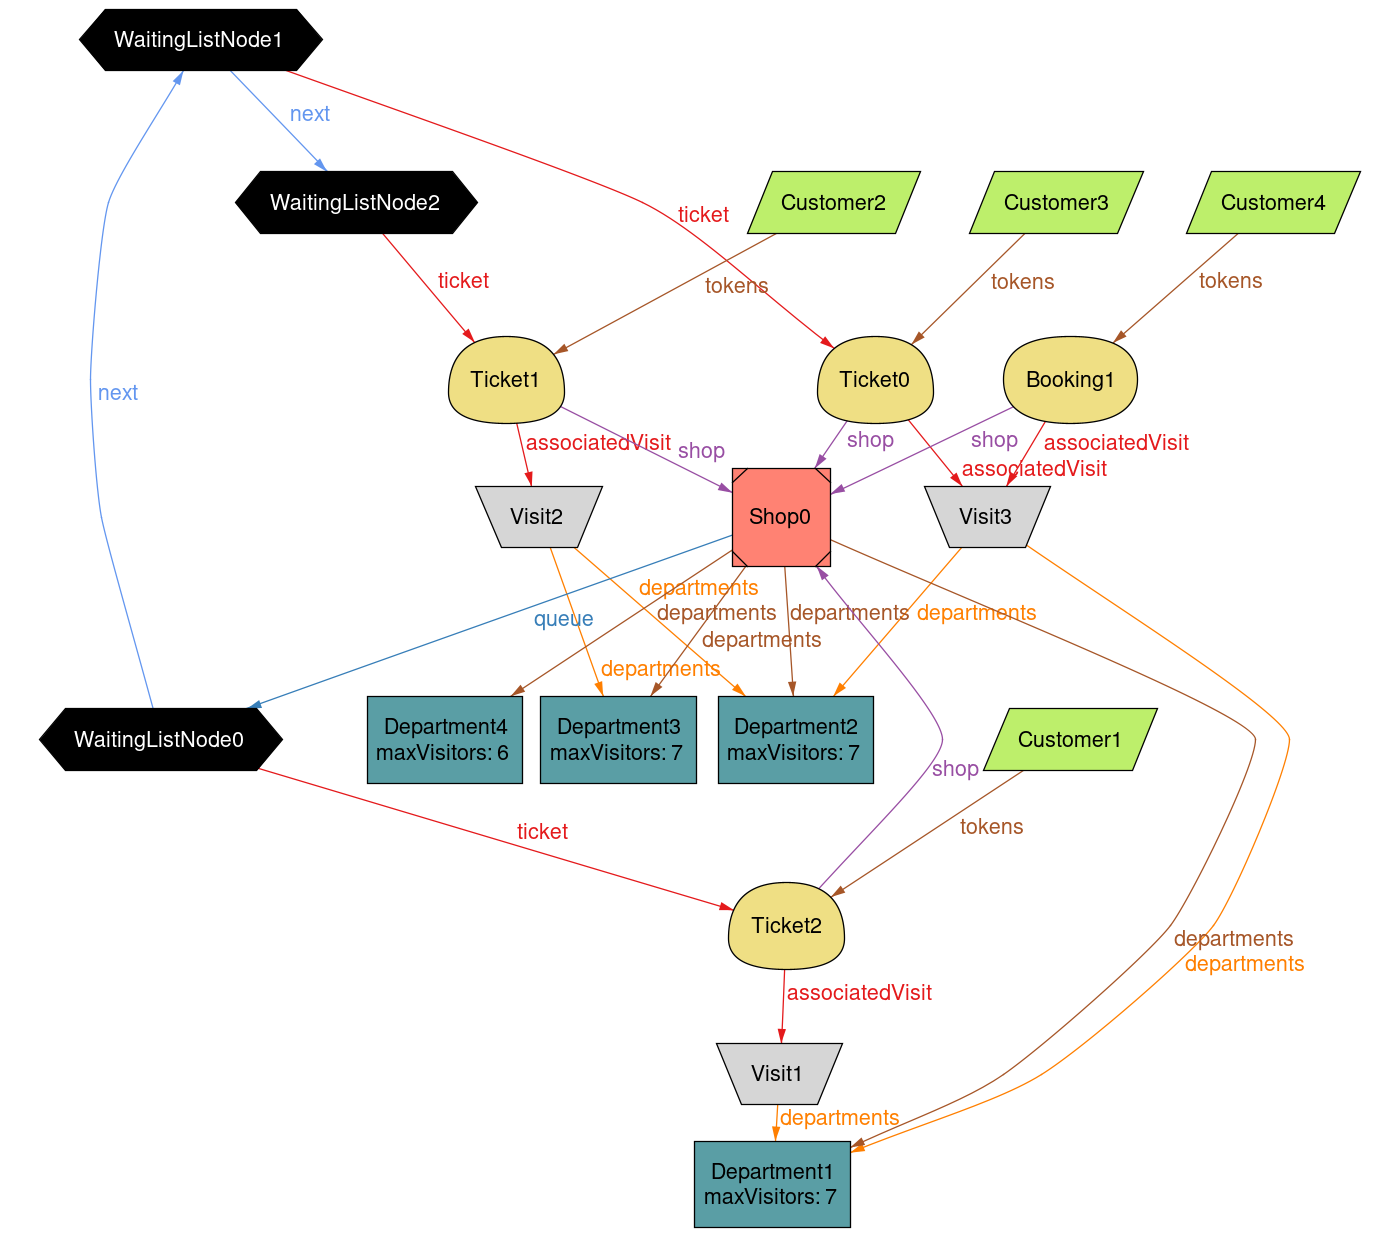 WaitingListNode1
next
WaitingListNode2
Customer2
Customer3
Customer4
ticket
ticket
tokens
tokens
tokens
next
Ticket1
Ticket0
Booking1
associatedVisit
shop
shop
shop
associatedVisit
associatedVisit
Visit2
Shop0
Visit3
departments
departments
departments
departments
queue
departments
departments
WaitingListNode0
Department4
maxVisitors: 6
Department3
maxVisitors: 7
Department2
maxVisitors: 7
Customer1
shop
ticket
tokens
Ticket2
departments
departments
associatedVisit
Visit1
departments
Department1
maxVisitors: 7